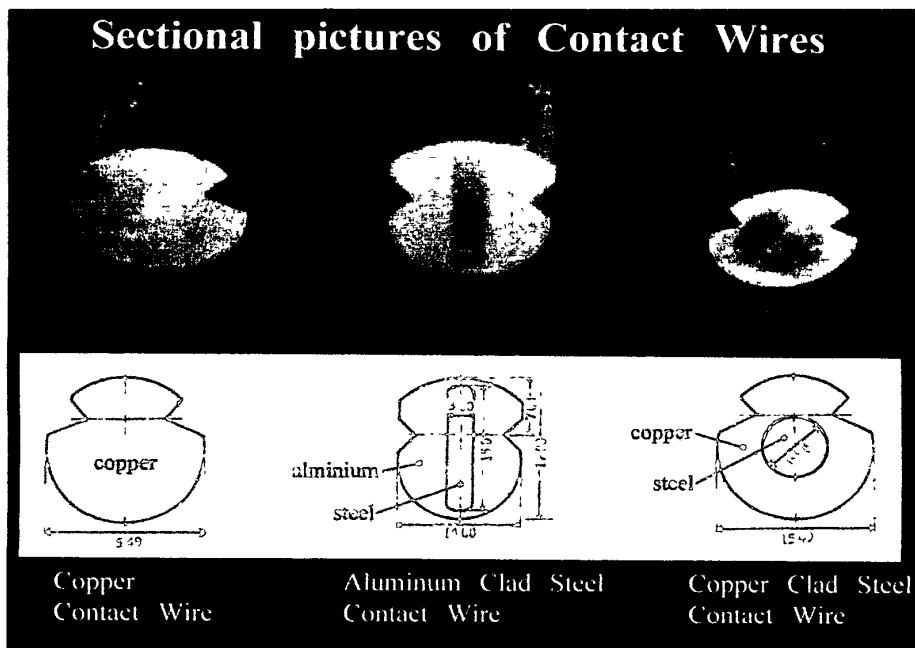 Sectional pictures of Contact Wires
copper
aluminium
steel
copper
steel
Copper
Contact Wire
Aluminum Clad Steel
Contact Wire
Copper Clad Steel
Contact Wire